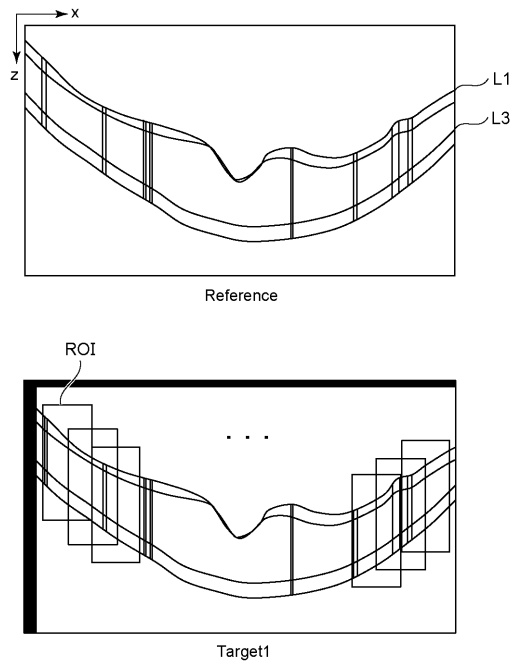 x
z
L1
L3
Reference
ROI
. . .
Target1